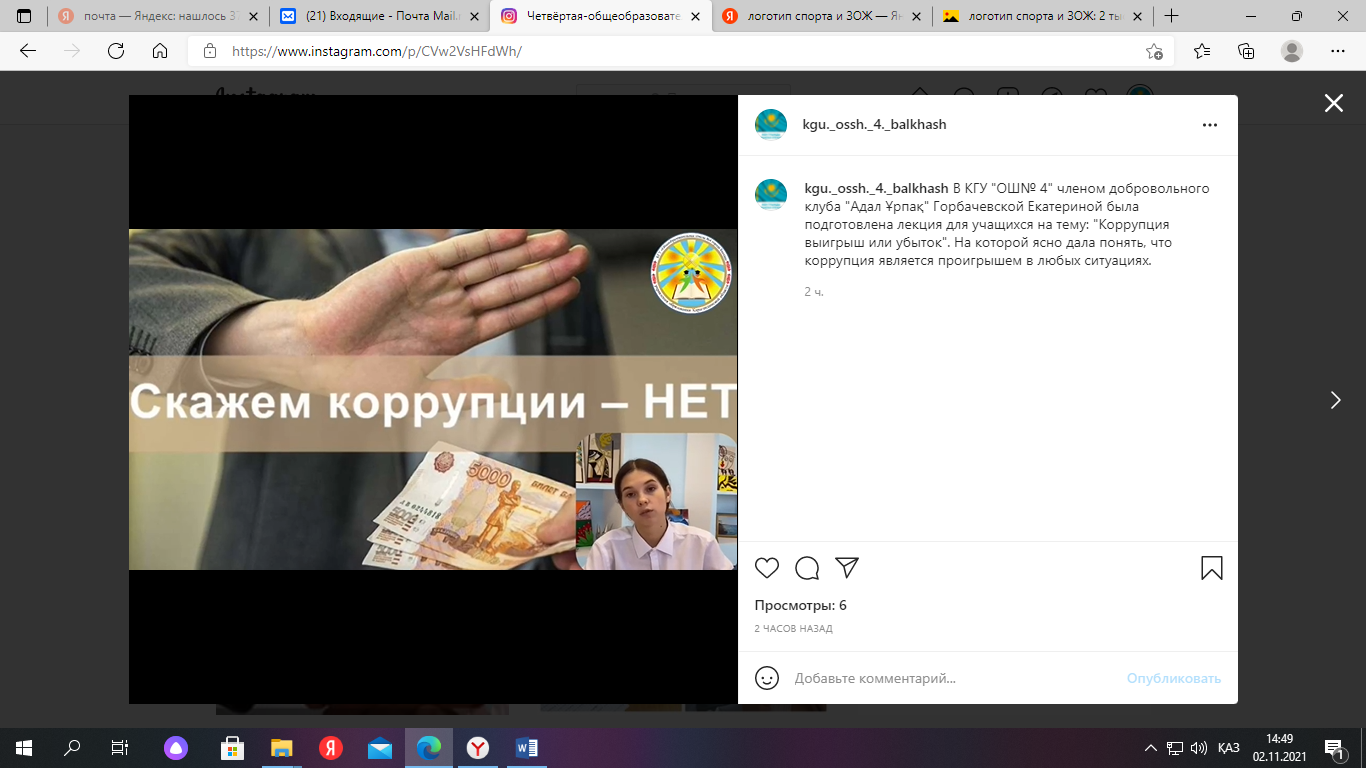 почта — Яндекс: нашлось 37
(21) Входящие - Почта Mail.r
Четвёртая-общеобразовате
логотип спорта и ЗОЖ — Ян
логотип спорта и ЗОЖ: 2 ты
https://www.instagram.com/p/CVw2VsHFdWh/
kgu._ossh._4._balkhash
kgu._ossh._4._balkhash В КГУ "ОШ№ 4" членом добровольного
клуба "Адал Ұрпақ" Горбачевской Екатериной была
подготовлена лекция для учащихся на тему: "Коррупция
выигрыш или убыток". На которой ясно дала понять, что
коррупция является проигрышем в любых ситуациях.
2 ч.
Скажем коррупции – НЕТ
5000
Просмотры: 6
2 ЧАСОВ НАЗАД
Добавьте комментарий...
Опубликовать
ҚАЗ
14:49
02.11.2021
1